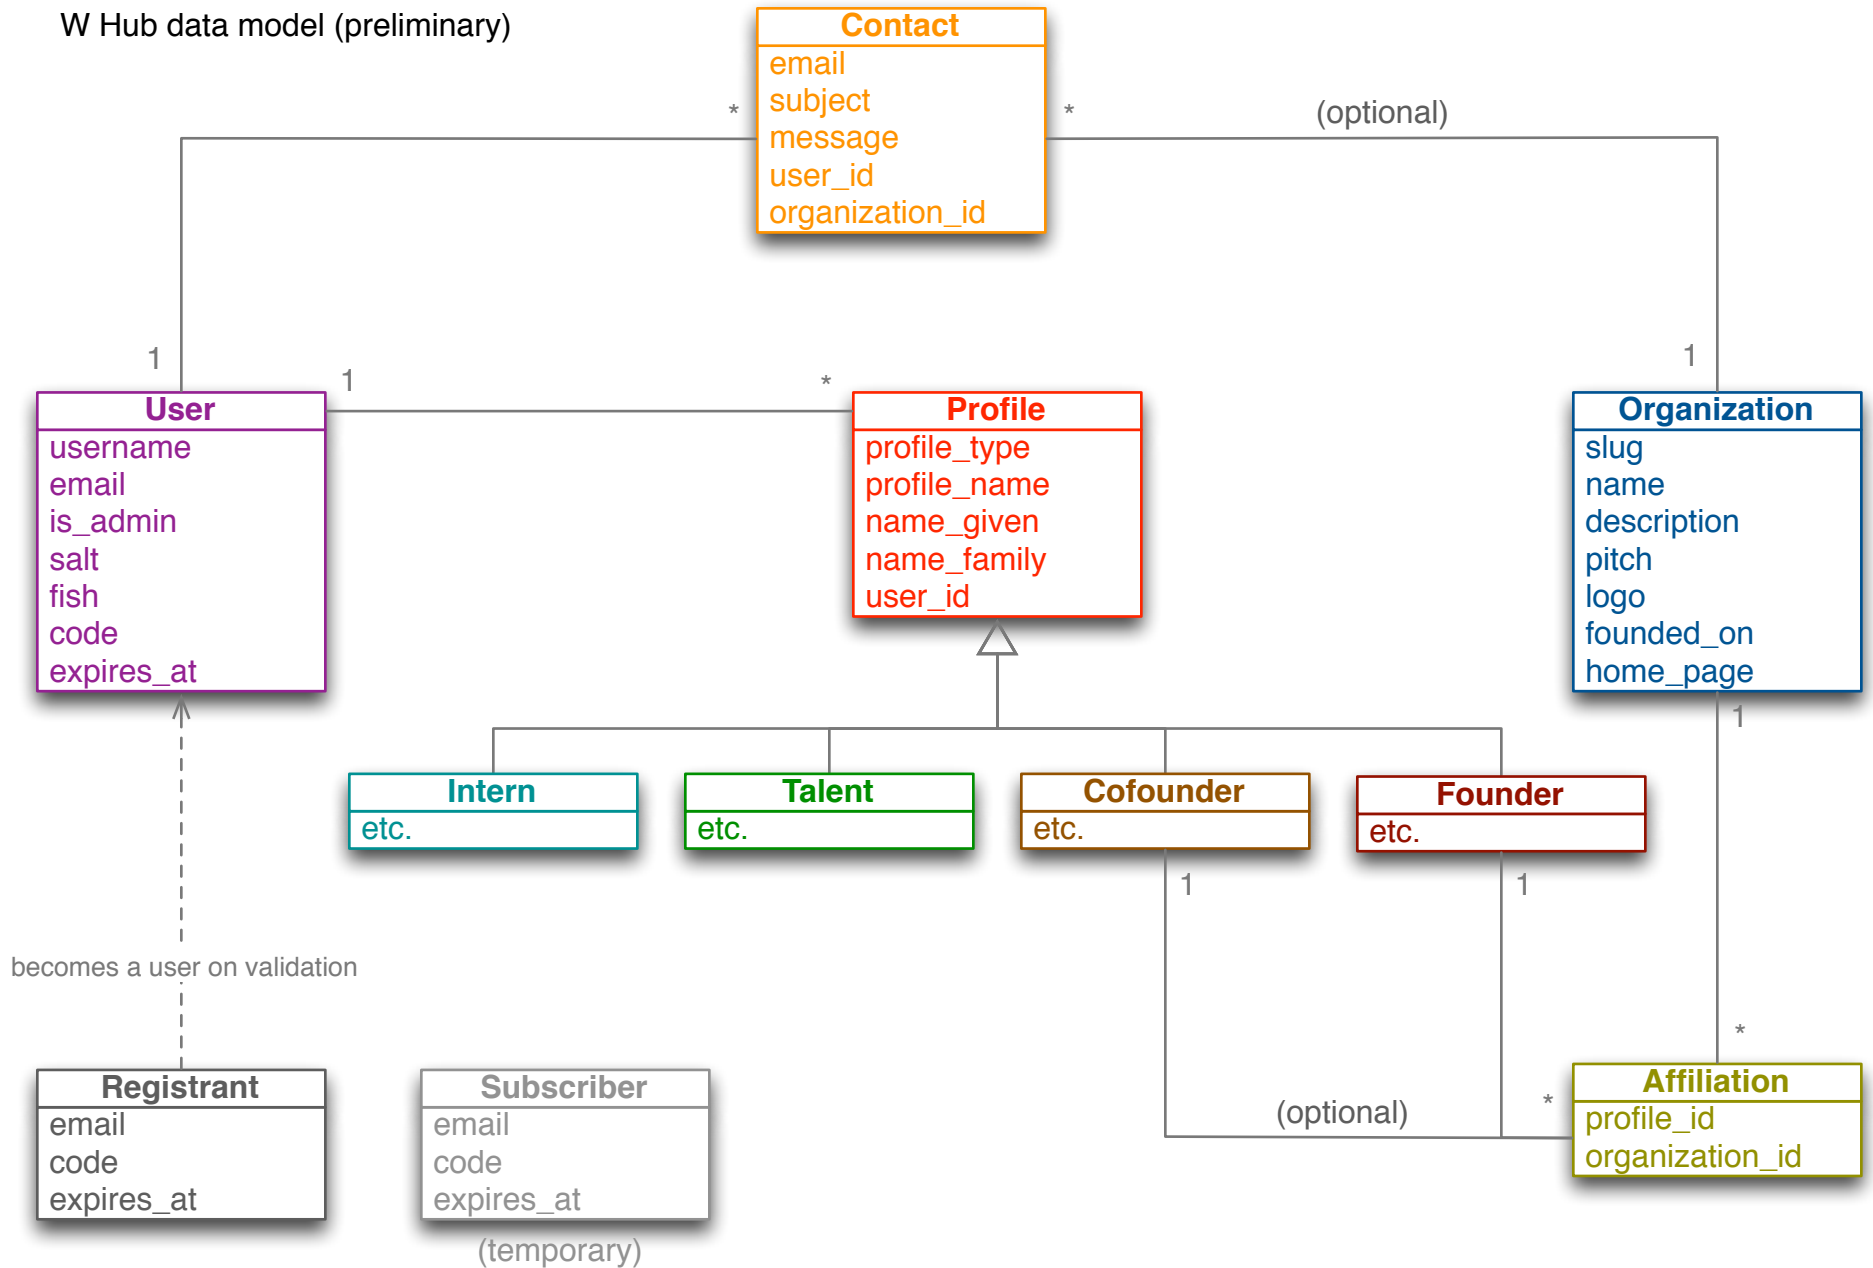 W Hub data model (preliminary)
Contact
email
subject
message
user_id
organization_id
*
*
(optional)
1
1
*
1
User
username
email
is_admin
salt
fish
code
expires_at
Profile
profile_type
profile_name
name_given
name_family
user_id
Organization
slug
name
description
pitch
logo
founded_on
home_page
1
Intern
etc.
Talent
etc.
Cofounder
etc.
Founder
etc.
1
1
becomes a user on validation
*
Registrant
email
code
expires_at
Subscriber
email
code
expires_at
(temporary)
(optional)
*
Affiliation
profile_id
organization_id